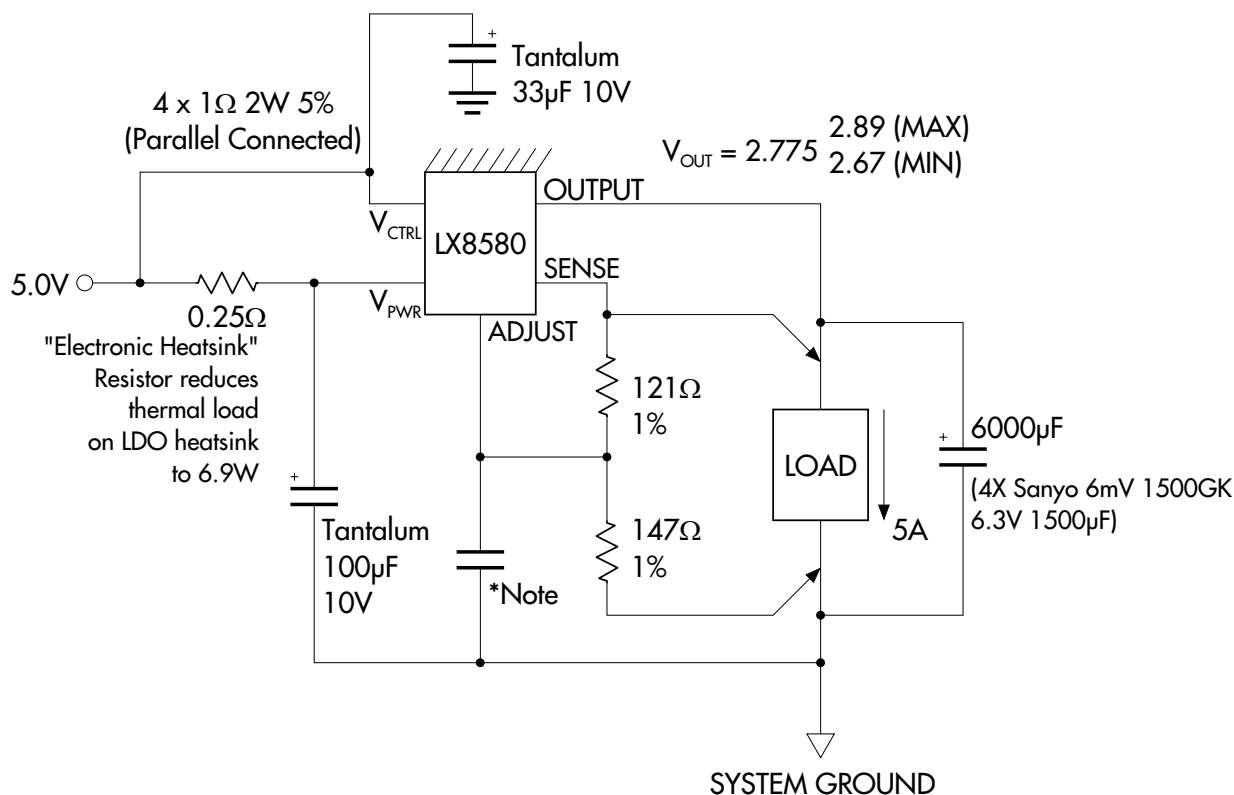 Tantalum
33µF 10V
4 x 1Ω 2W 5%
(Parallel Connected)
V_OUT = 2.775
2.89 (MAX)
2.67 (MIN)
OUTPUT
V_CTRL
LX8580
SENSE
5.0V
V_PWR
0.25Ω
ADJUST
"Electronic Heatsink"
Resistor reduces
thermal load
on LDO heatsink
to 6.9W
121Ω
1%
+
+
+
LOAD
6000µF
(4X Sanyo 6mV 1500GK
6.3V 1500µF)
5A
Tantalum
100µF
10V
147Ω
1%
*Note
SYSTEM GROUND